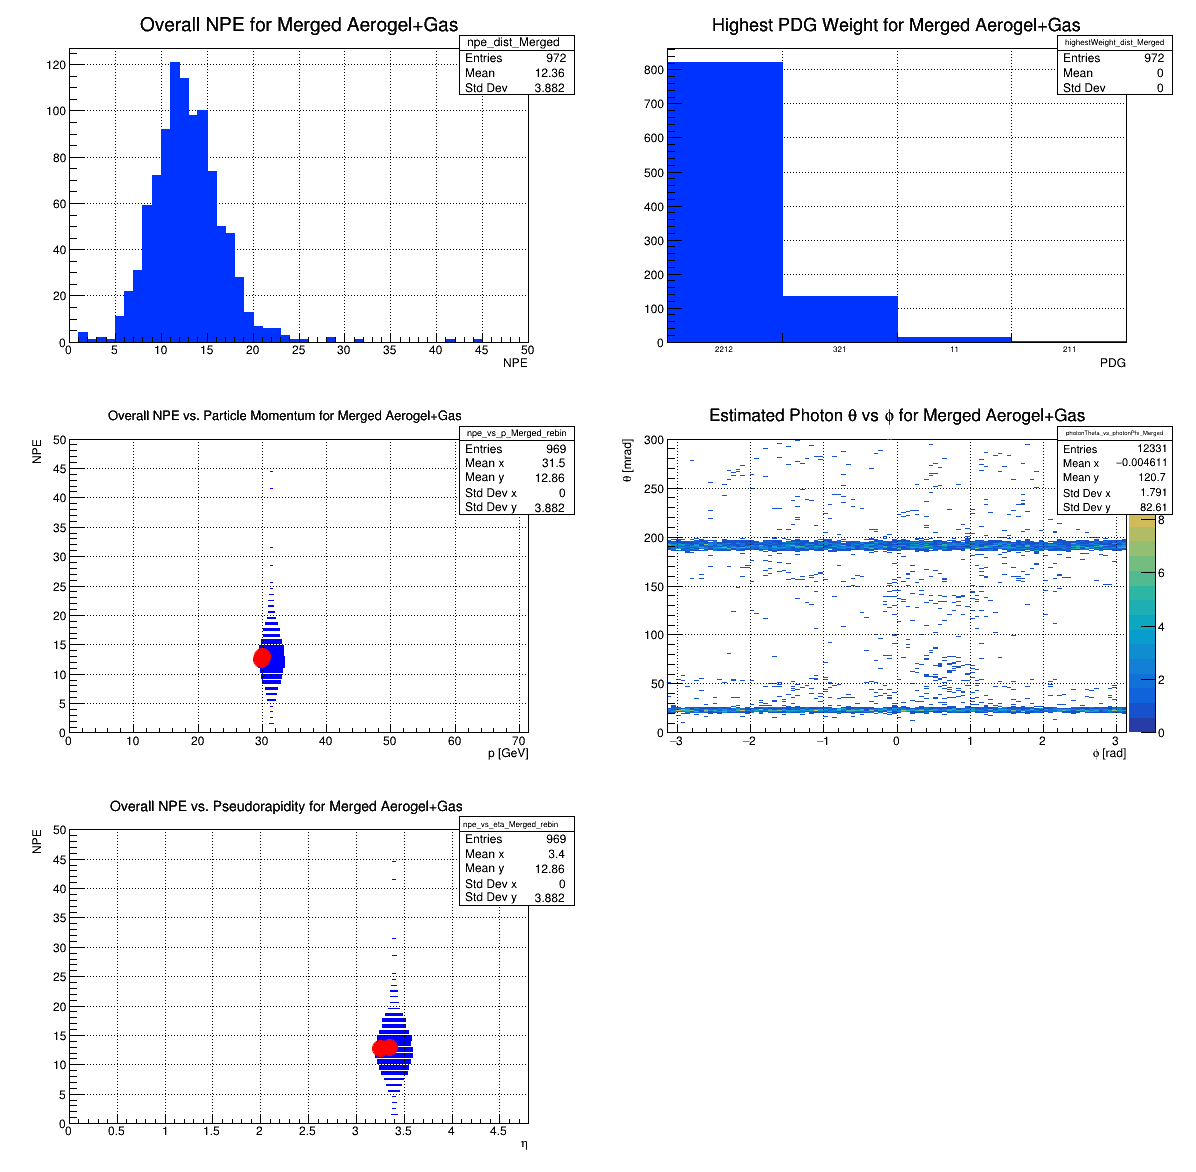 Overall NPE for Merged Aerogel+Gas
npe_dist_Merged
Entries 972
Mean 12.36
Std Dev 3.882
120
100
80
60
40
20
0
0 5 10 15 20 25 30 35 40 45 50
NPE
Highest PDG Weight for Merged Aerogel+Gas
highestWeight_dist_Merged
Entries 972
Mean 0
Std Dev 0
800
700
600
500
400
300
200
100
0
2212 321 11 211
PDG
Overall NPE vs. Particle Momentum for Merged Aerogel+Gas
npe_vs_p_Merged_rebin
Entries 969
Mean x 31.5
Mean y 12.86
Std Dev x 0
Std Dev y 3.882
NPE
50
45
40
35
30
25
20
15
10
5
0
0 10 20 30 40 50 60 70
p [GeV]
Estimated Photon θ vs ϕ for Merged Aerogel+Gas
photonTheta_vs_photonPhi_Merged
Entries 12331
Mean x −0.004611
Mean y 120.7
Std Dev x 1.791
Std Dev y 82.61
θ [mrad]
300
250
200
150
100
50
0
−3 −2 −1 0 1 2 3
ϕ [rad]
8
6
4
2
0
Overall NPE vs. Pseudorapidity for Merged Aerogel+Gas
npe_vs_eta_Merged_rebin
Entries 969
Mean x 3.4
Mean y 12.86
Std Dev x 0
Std Dev y 3.882
NPE
50
45
40
35
30
25
20
15
10
5
0
0 0.5 1 1.5 2 2.5 3 3.5 4 4.5
η